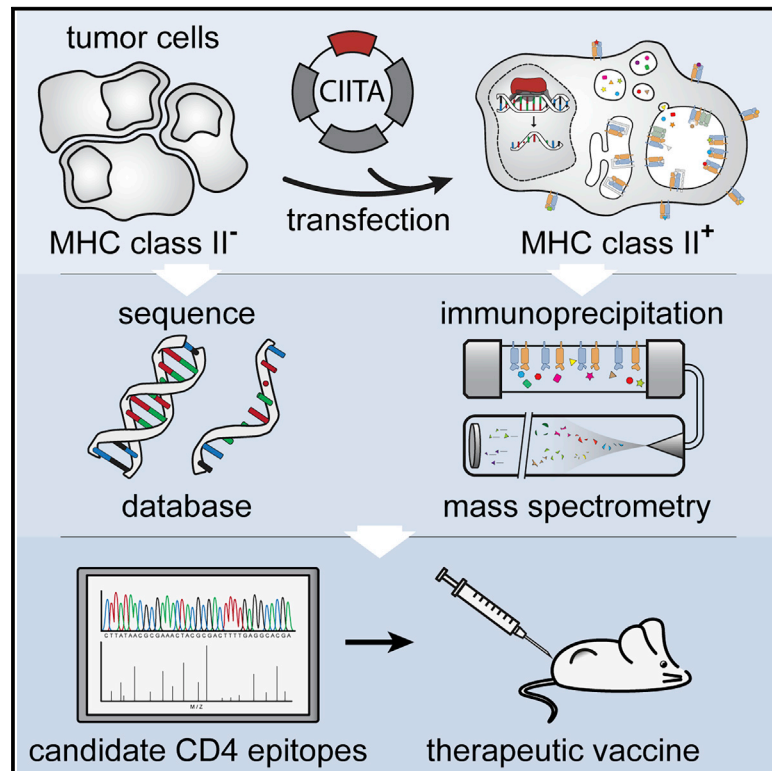 tumor cells
CIITA
transfection
MHC class II⁻
MHC class II⁺
sequence
immunoprecipitation
database
mass spectrometry
M/Z
candidate CD4 epitopes
therapeutic vaccine